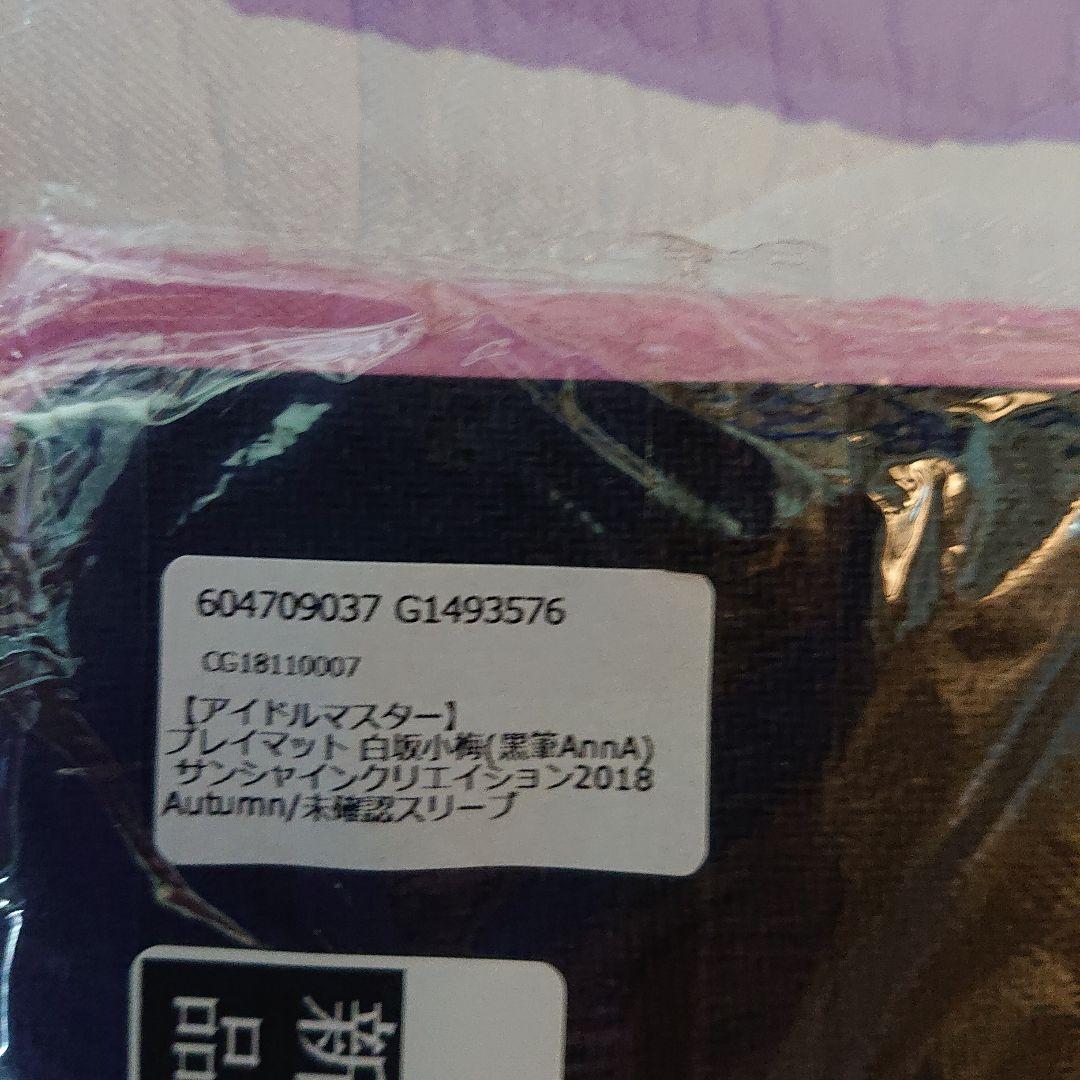 604709037 G1493576
CG18110007
【アイドルマスター】
プレイマット 白坂小梅(黒筆AnnA)
サンシャインクリエイション2018
Autumn/未確認スリーブ
新品